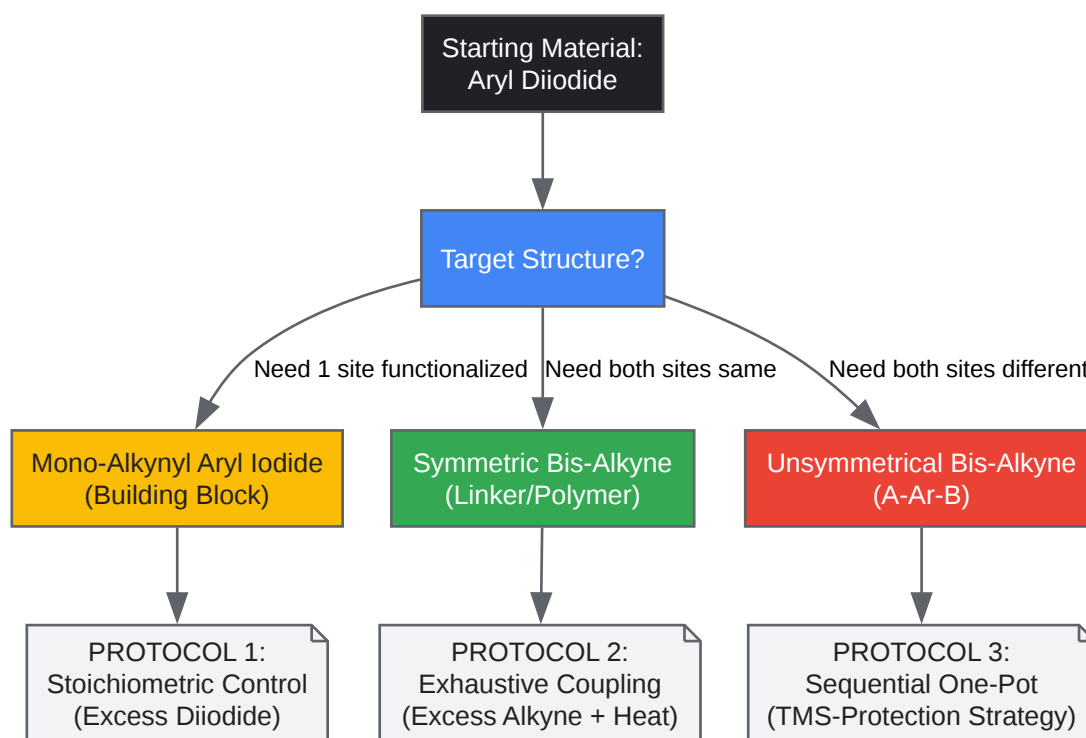 Starting Material:
Aryl Diiodide
Target Structure?
Need 1 site functionalized
Need both sites same
Need both sites different
Mono-Alkynyl Aryl Iodide
(Building Block)
Symmetric Bis-Alkyne
(Linker/Polymer)
Unsymmetrical Bis-Alkyne
(A-Ar-B)
PROTOCOL 1:
Stoichiometric Control
(Excess Diiodide)
PROTOCOL 2:
Exhaustive Coupling
(Excess Alkyne + Heat)
PROTOCOL 3:
Sequential One-Pot
(TMS-Protection Strategy)